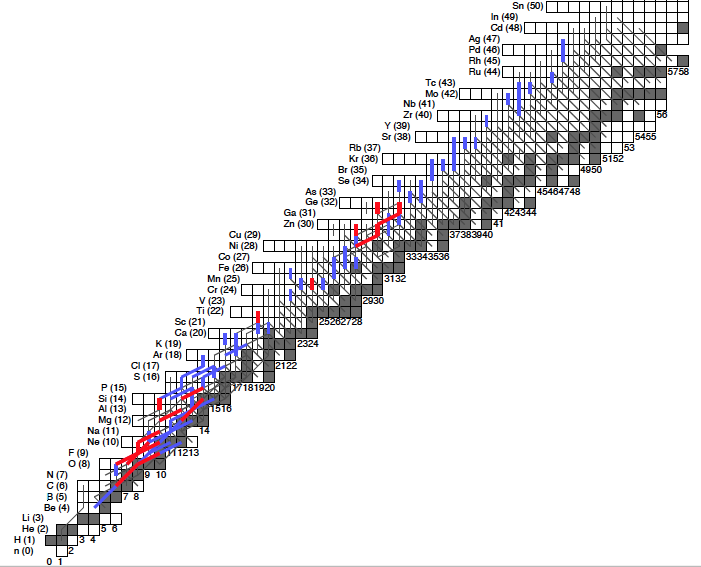 Sn (50)
In (49)
Cd (48)
Ag (47)
Pd (46)
Rh (45)
Ru (44)
5758
Tc (43)
Mo (42)
Nb (41)
56
Zr (40)
Y (39)
5455
Sr (38)
53
Rb (37)
5152
Kr (36)
Br (35)
4950
Se (34)
As (33)
45464748
Ge (32)
Ga (31)
424344
Zn (30)
41
Cu (29)
37383940
Ni (28)
Co (27)
33343536
Fe (26)
Mn (25)
3132
Cr (24)
V (23)
2930
Ti (22)
Sc (21)
25262728
Ca (20)
K (19)
2324
Ar (18)
Cl (17)
2122
S (16)
P (15)
17181920
Si (14)
Al (13)
1516
Mg (12)
Na (11)
14
Ne (10)
F (9)
111213
O (8)
N (7)
9 10
C (6)
B (5)
7 8
Be (4)
Li (3)
He (2)
5 6
H (1)
3 4
n (0)
2
0 1